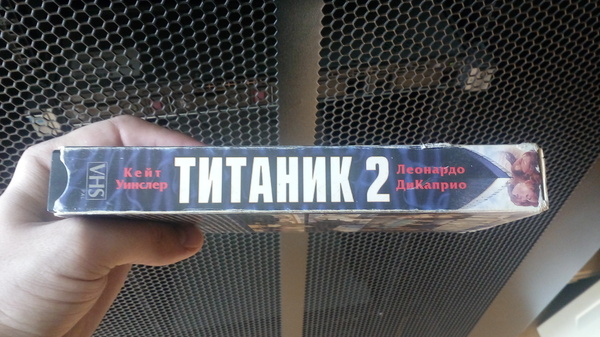 VHS
Кейт
Уинслер
ТИТАНИК 2
Леонардо
ДиКаприо